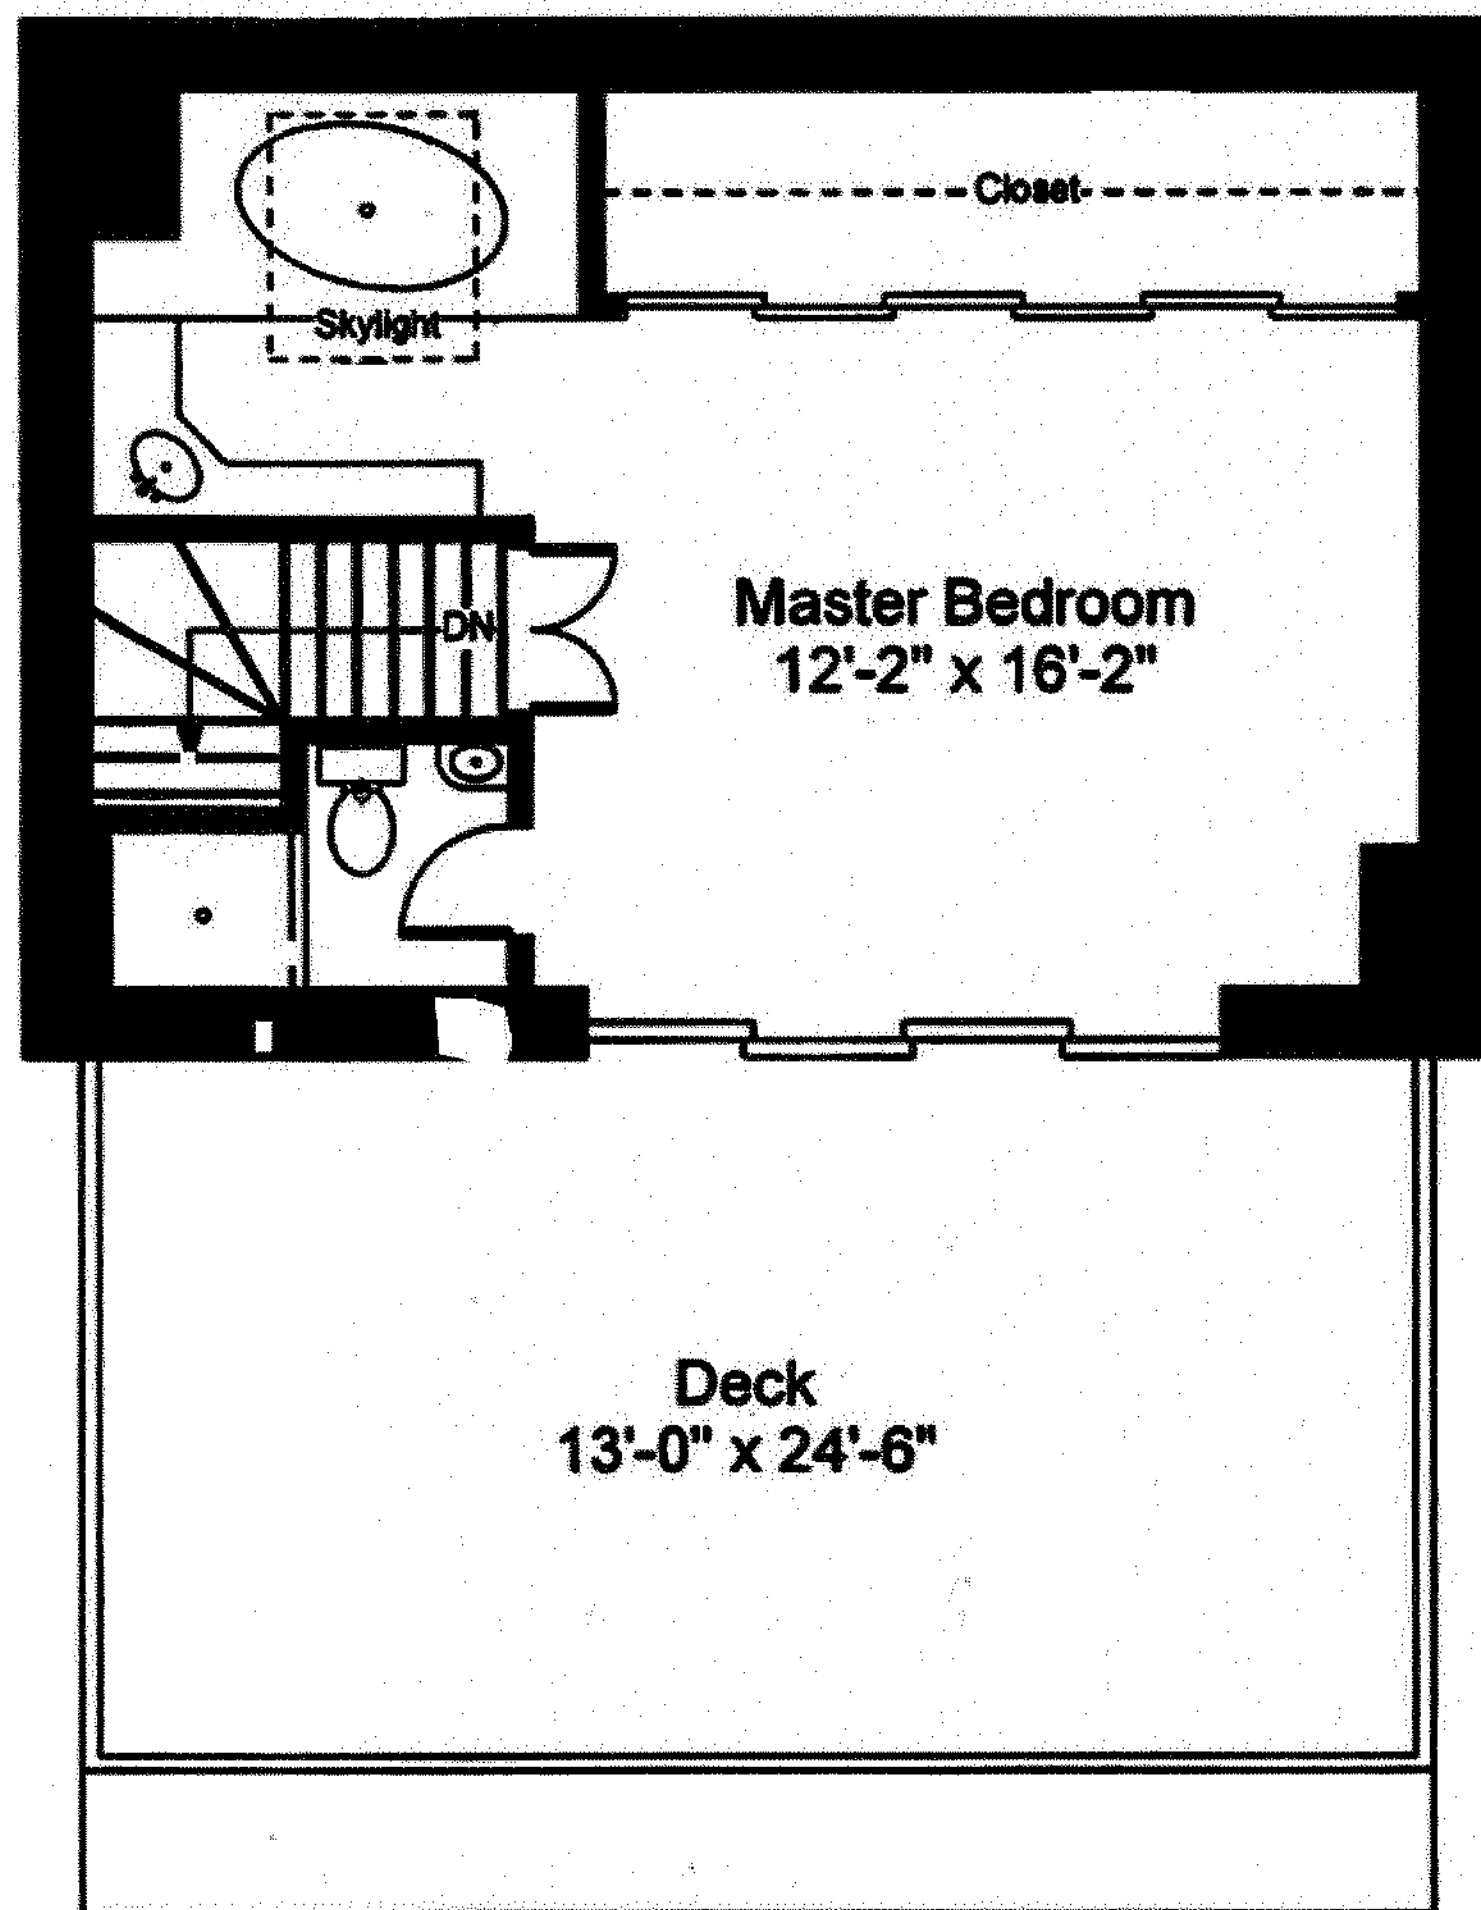 Closet
Skylight
DN
Master Bedroom
12'-2" x 16'-2"
Deck
13'-0" x 24'-6"